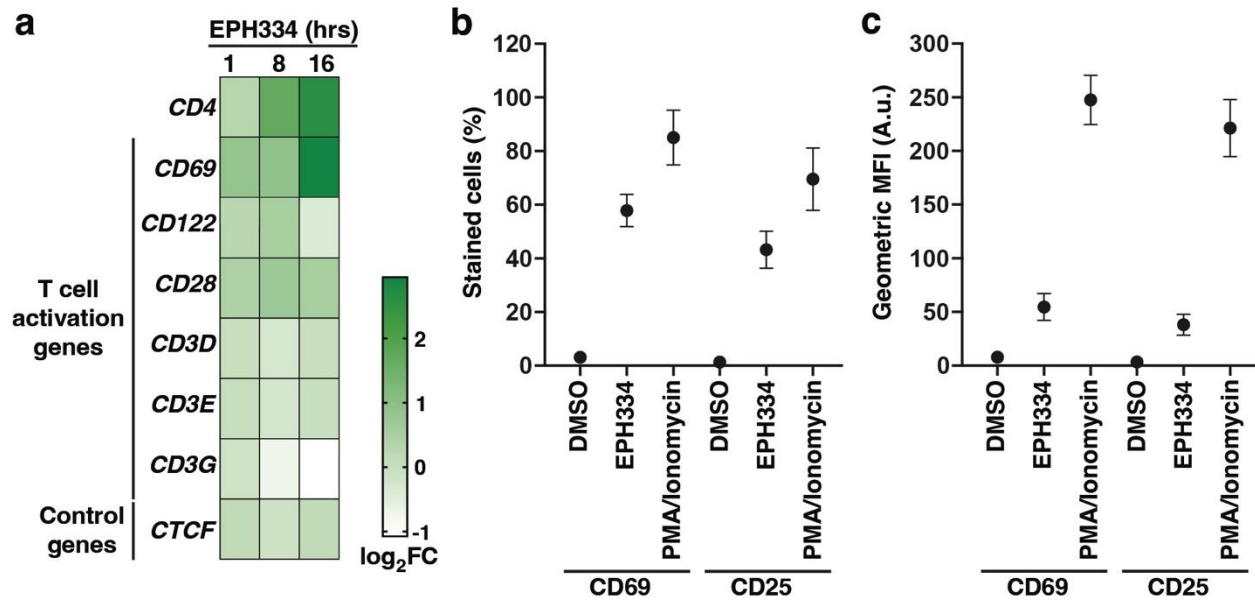 a
EPH334 (hrs)
1 8 16
CD4
CD69
CD122
CD28
CD3D
CD3E
CD3G
CTCF
T cell
activation
genes
Control
genes
2
1
0
-1
log₂FC
b
Stained cells (%)
120
100
80
60
40
20
0
DMSO
EPH334
PMA/Ionomycin
DMSO
EPH334
PMA/Ionomycin
CD69
CD25
c
Geometric MFI (A.u.)
300
250
200
150
100
50
0
DMSO
EPH334
PMA/Ionomycin
DMSO
EPH334
PMA/Ionomycin
CD69
CD25